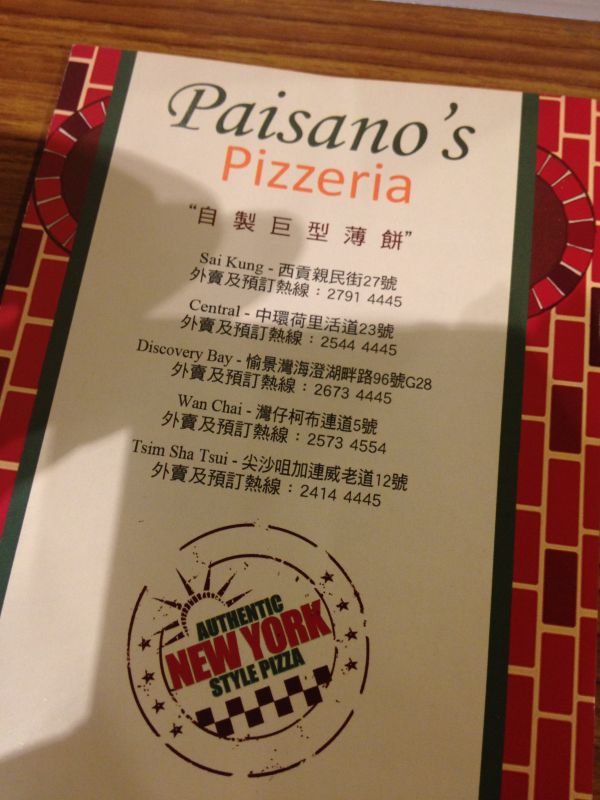 Paisano's
Pizzeria
“自製巨型薄餅”
Sai Kung - 西貢親民街27號
外賣及預訂熱線：2791 4445
Central - 中環荷里活道23號
外賣及預訂熱線：2544 4445
Discovery Bay - 愉景灣海澄湖畔路96號G28
外賣及預訂熱線：2673 4445
Wan Chai - 灣仔柯布連道5號
外賣及預訂熱線：2573 4554
Tsim Sha Tsui - 尖沙咀加連威老道12號
外賣及預訂熱線：2414 4445
AUTHENTIC
NEW YORK
STYLE PIZZA